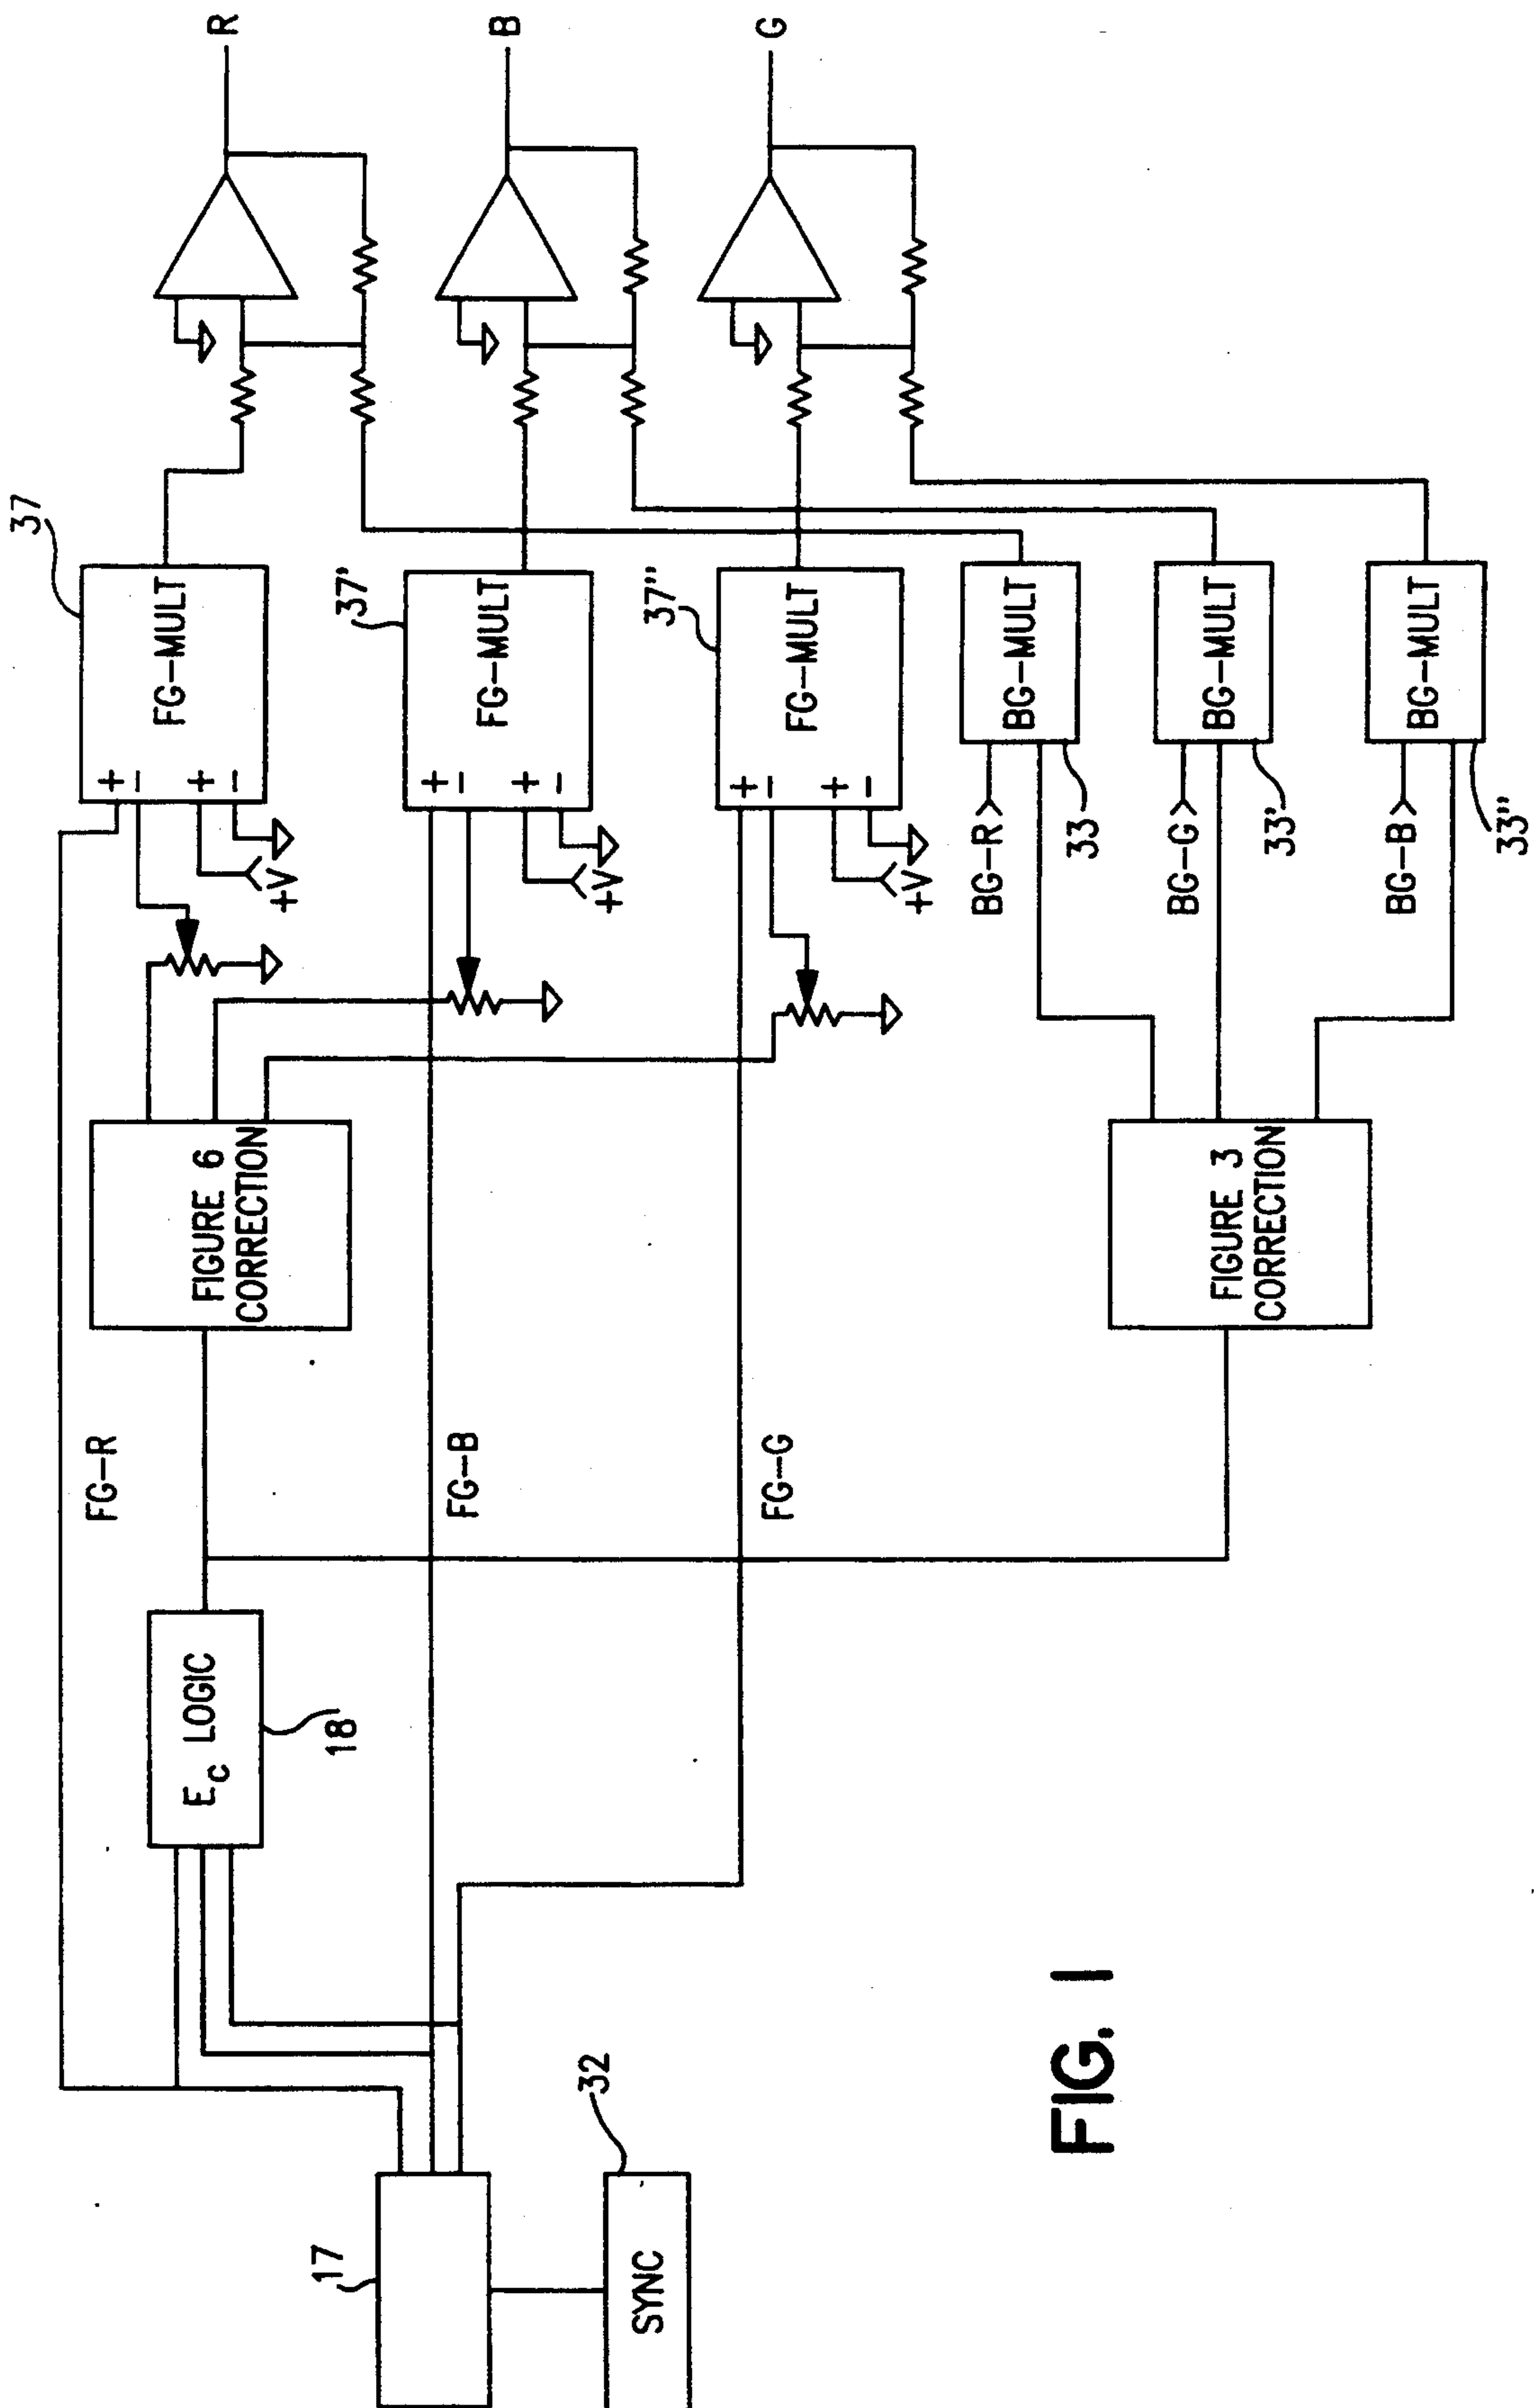 17
SYNC
32
E_C LOGIC
18
FG-R
FG-B
FG-G
FIGURE 6
CORRECTION
FIGURE 3
CORRECTION
37
+
-
+
-
FG-MULT
+V
37'
+
-
+
-
FG-MULT
+V
37"
+
-
+
-
FG-MULT
+V
BG-R
BG-MULT
33
BG-G
BG-MULT
33'
BG-B
BG-MULT
33"
R
B
G
FIG. 1